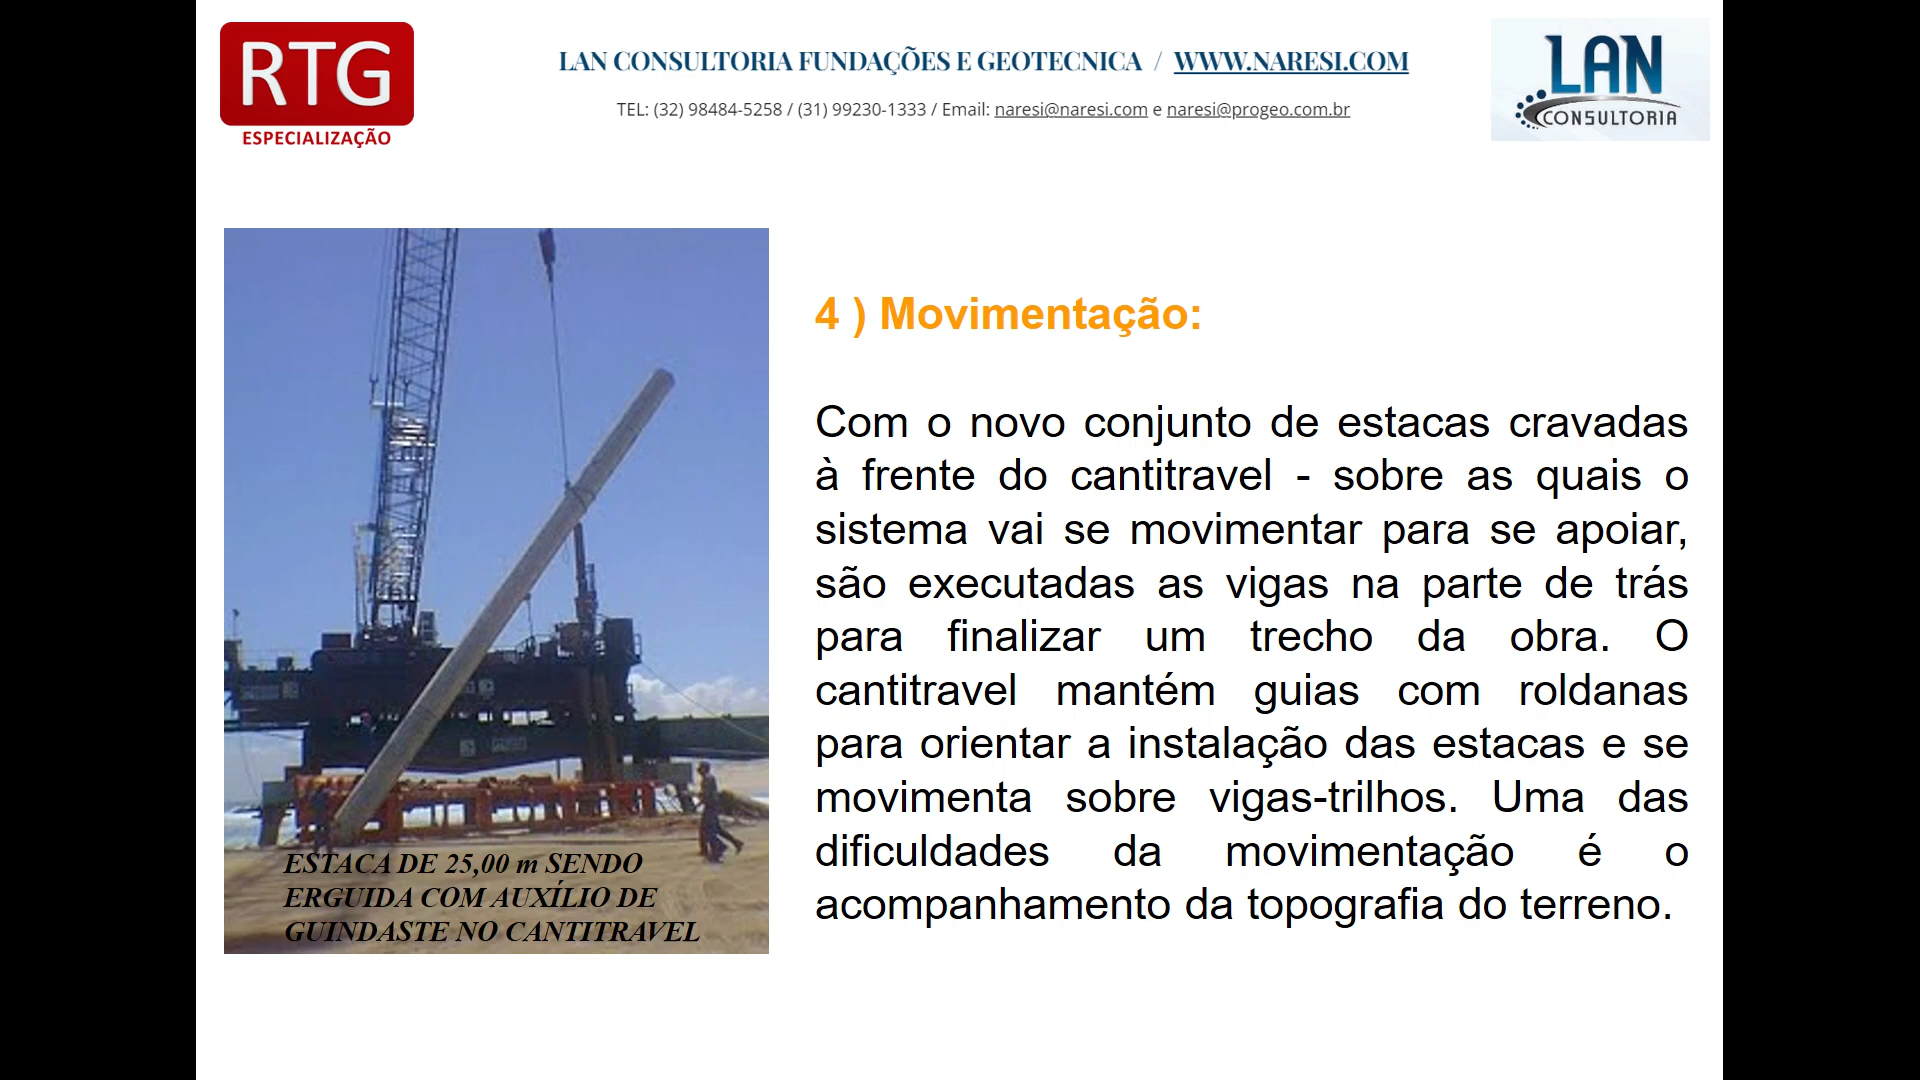 RTG
ESPECIALIZAÇÃO
LAN CONSULTORIA FUNDAÇÕES E GEOTECNICA / WWW.NARESI.COM
TEL: (32) 98484-5258 / (31) 99230-1333 / Email: naresi@naresi.com e naresi@progeo.com.br
LAN
CONSULTORIA
4 ) Movimentação:
Com o novo conjunto de estacas cravadas
à frente do cantitravel - sobre as quais o
sistema vai se movimentar para se apoiar,
são executadas as vigas na parte de trás
para finalizar um trecho da obra. O
cantitravel mantém guias com roldanas
para orientar a instalação das estacas e se
movimenta sobre vigas-trilhos. Uma das
dificuldades da movimentação é o
acompanhamento da topografia do terreno.
ESTACA DE 25,00 m SENDO
ERGUIDA COM AUXÍLIO DE
GUINDASTE NO CANTITRAVEL